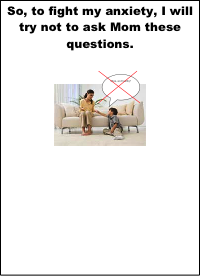 So, to fight my anxiety, I will
try not to ask Mom these
questions.